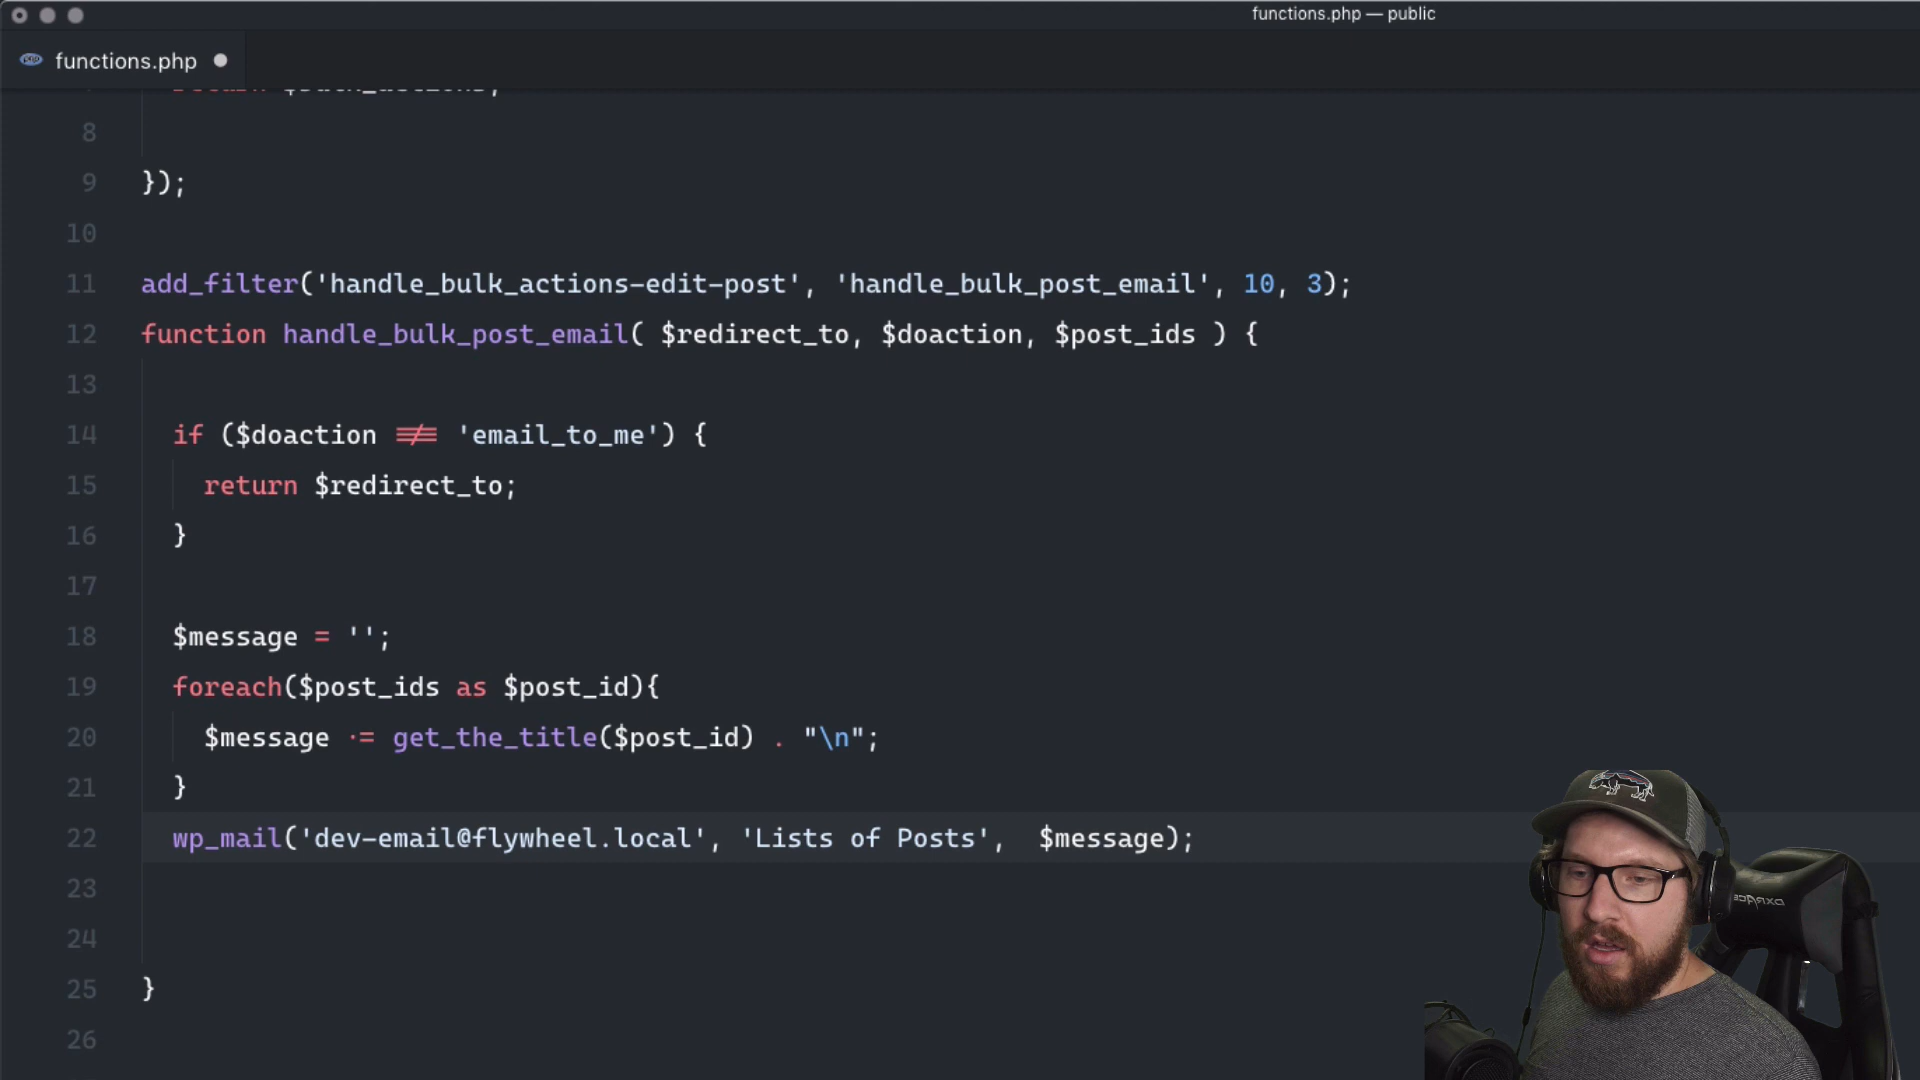 functions.php — public
functions.php
8
9 });
10
11 add_filter('handle_bulk_actions-edit-post', 'handle_bulk_post_email', 10, 3);
12 function handle_bulk_post_email( $redirect_to, $doaction, $post_ids ) {
13
14 if ($doaction !== 'email_to_me') {
15 return $redirect_to;
16 }
17
18 $message = '';
19 foreach($post_ids as $post_id){
20 $message .= get_the_title($post_id) . "\n";
21 }
22 wp_mail('dev-email@flywheel.local', 'Lists of Posts',  $message);
23
24
25 }
26